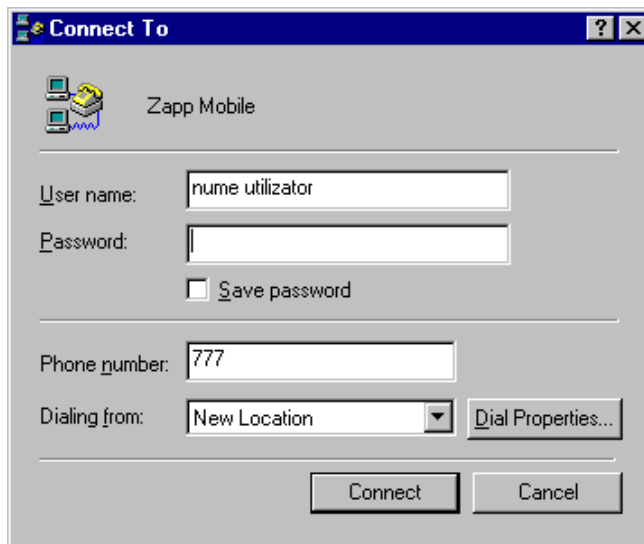 Connect To
Zapp Mobile
User name: nume utilizator
Password:
Save password
Phone number: 777
Dialing from: New Location Dial Properties...
Connect Cancel